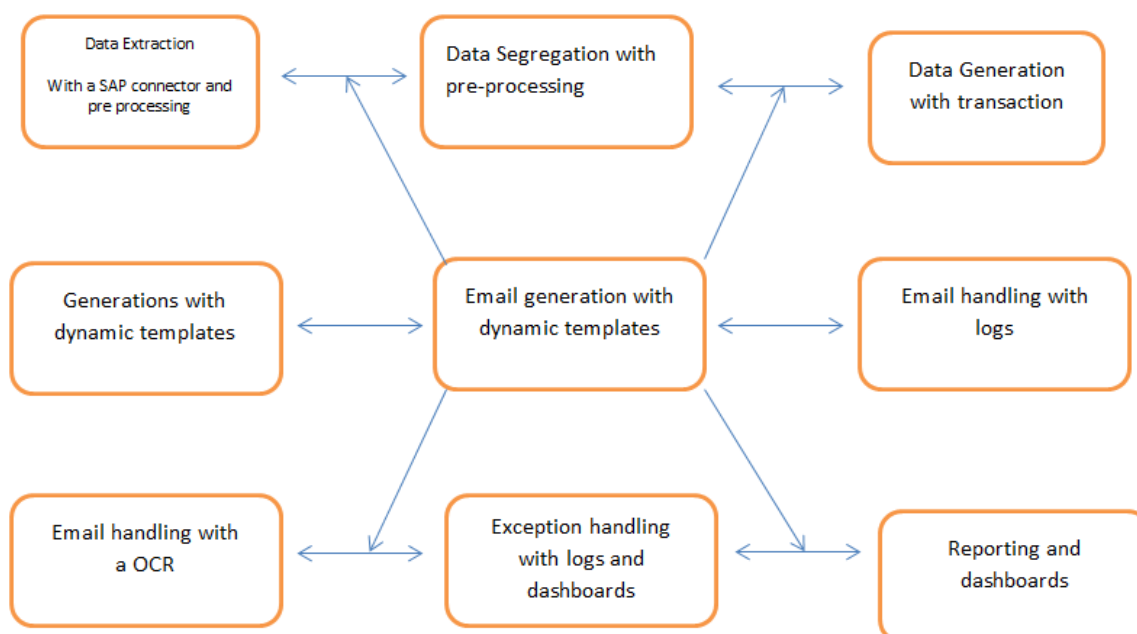 Data Extraction
With a SAP connector and
pre processing
Data Segregation with
pre-processing
Data Generation
with transaction
Generations with
dynamic templates
Email generation with
dynamic templates
Email handling with
logs
Email handling with
a OCR
Exception handling
with logs and
dashboards
Reporting and
dashboards